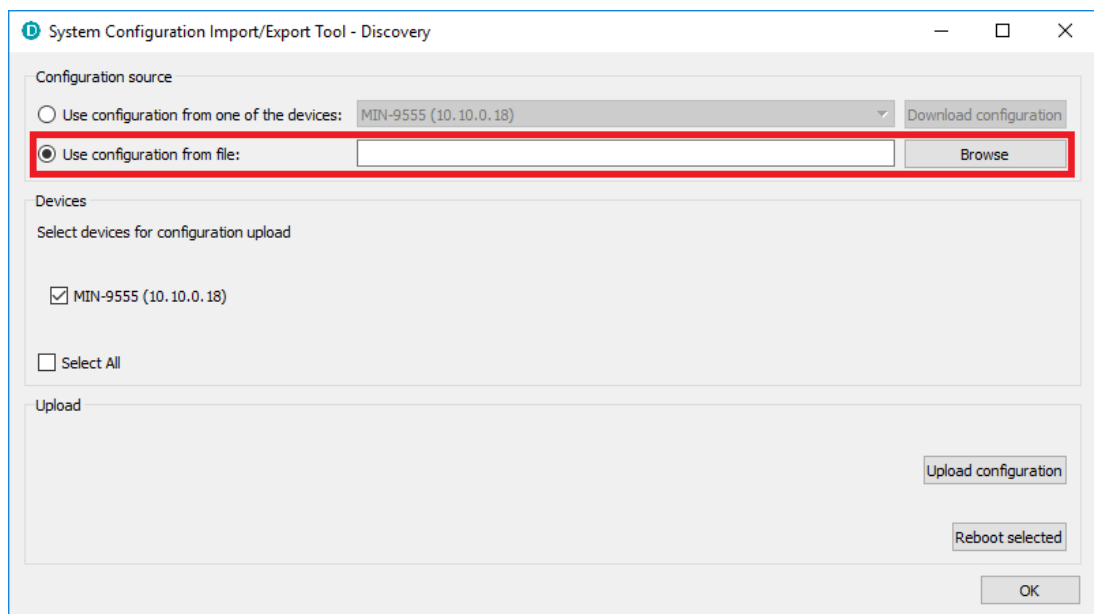 System Configuration Import/Export Tool - Discovery
Configuration source
Use configuration from one of the devices: MIN-9555 (10.10.0.18) Download configuration
Use configuration from file: Browse
Devices
Select devices for configuration upload
MIN-9555 (10.10.0.18)
Select All
Upload
Upload configuration
Reboot selected
OK